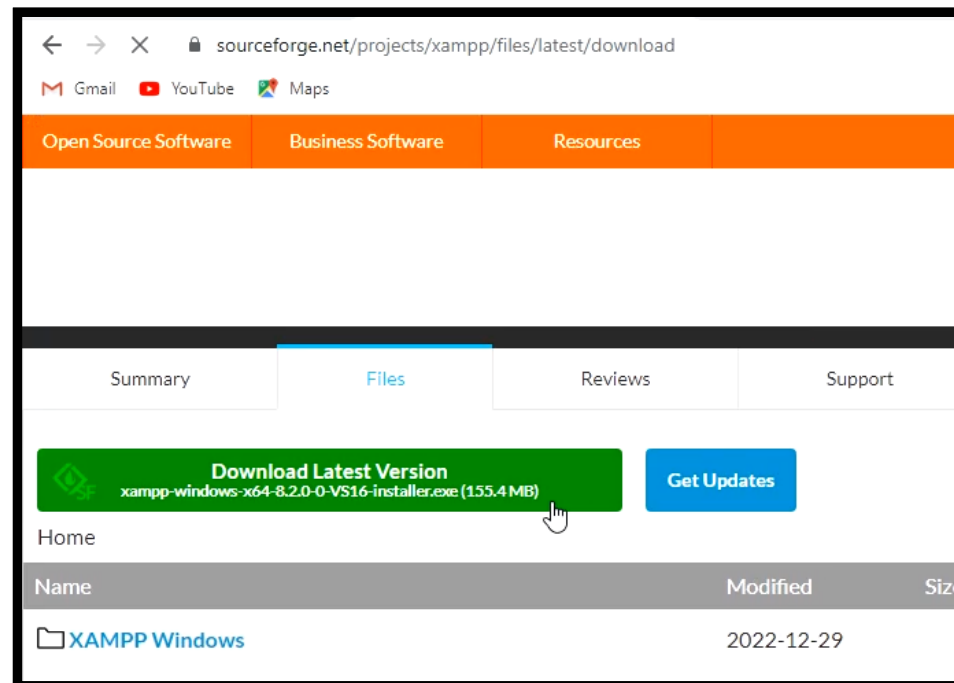 sourceforge.net/projects/xampp/files/latest/download
Gmail YouTube Maps
Open Source Software Business Software Resources
Summary Files Reviews Support
Download Latest Version
xampp-windows-x64-8.2.0-0-VS16-installer.exe (155.4 MB)
SF
Get Updates
Home
Name Modified Siz
XAMPP Windows 2022-12-29